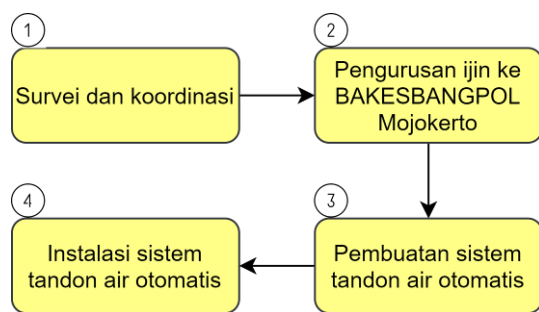 1
Survei dan koordinasi
2
Pengurusan ijin ke
BAKESBANGPOL
Mojokerto
3
Pembuatan sistem
tandon air otomatis
4
Instalasi sistem
tandon air otomatis